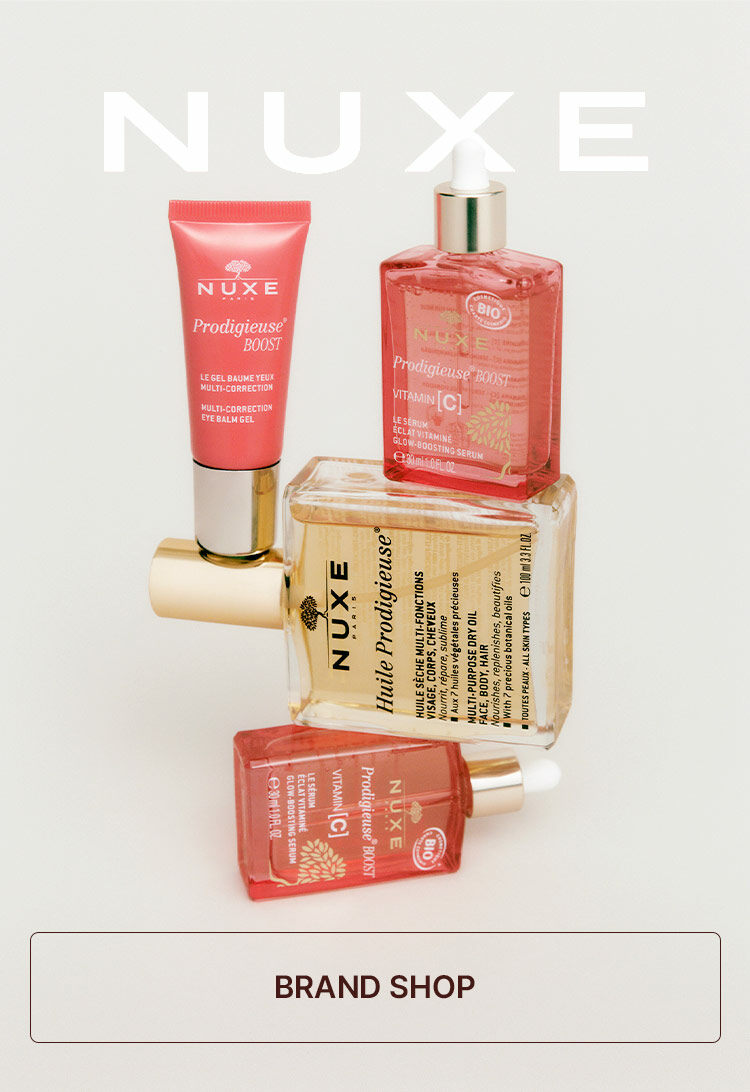 NUXE
NUXE
PARIS
Prodigieuse®
BOOST
LE GEL BAUME YEUX
MULTI-CORRECTION
MULTI-CORRECTION
EYE BALM GEL
BIO
NUXE
Prodigieuse® BOOST
VITAMIN [C]
LE SÉRUM
ÉCLAT VITAMINÉ
GLOW-BOOSTING SERUM
℮ 30 ml 1.0 FL. OZ.
NUXE
PARIS
Huile Prodigieuse®
HUILE SÈCHE MULTI-FONCTIONS
VISAGE, CORPS, CHEVEUX
Nourrit, répare, sublime
■ Aux 7 huiles végétales précieuses
MULTI-PURPOSE DRY OIL
FACE, BODY, HAIR
Nourishes, replenishes, beautifies
■ With 7 precious botanical oils
■ TOUTES PEAUX - ALL SKIN TYPES
℮ 100 ml 3.3 FL.OZ.
BIO
NUXE
Prodigieuse® BOOST
VITAMIN [C]
LE SÉRUM
ÉCLAT VITAMINÉ
GLOW-BOOSTING SERUM
℮ 30 ml 1.0 FL. OZ.
BRAND SHOP